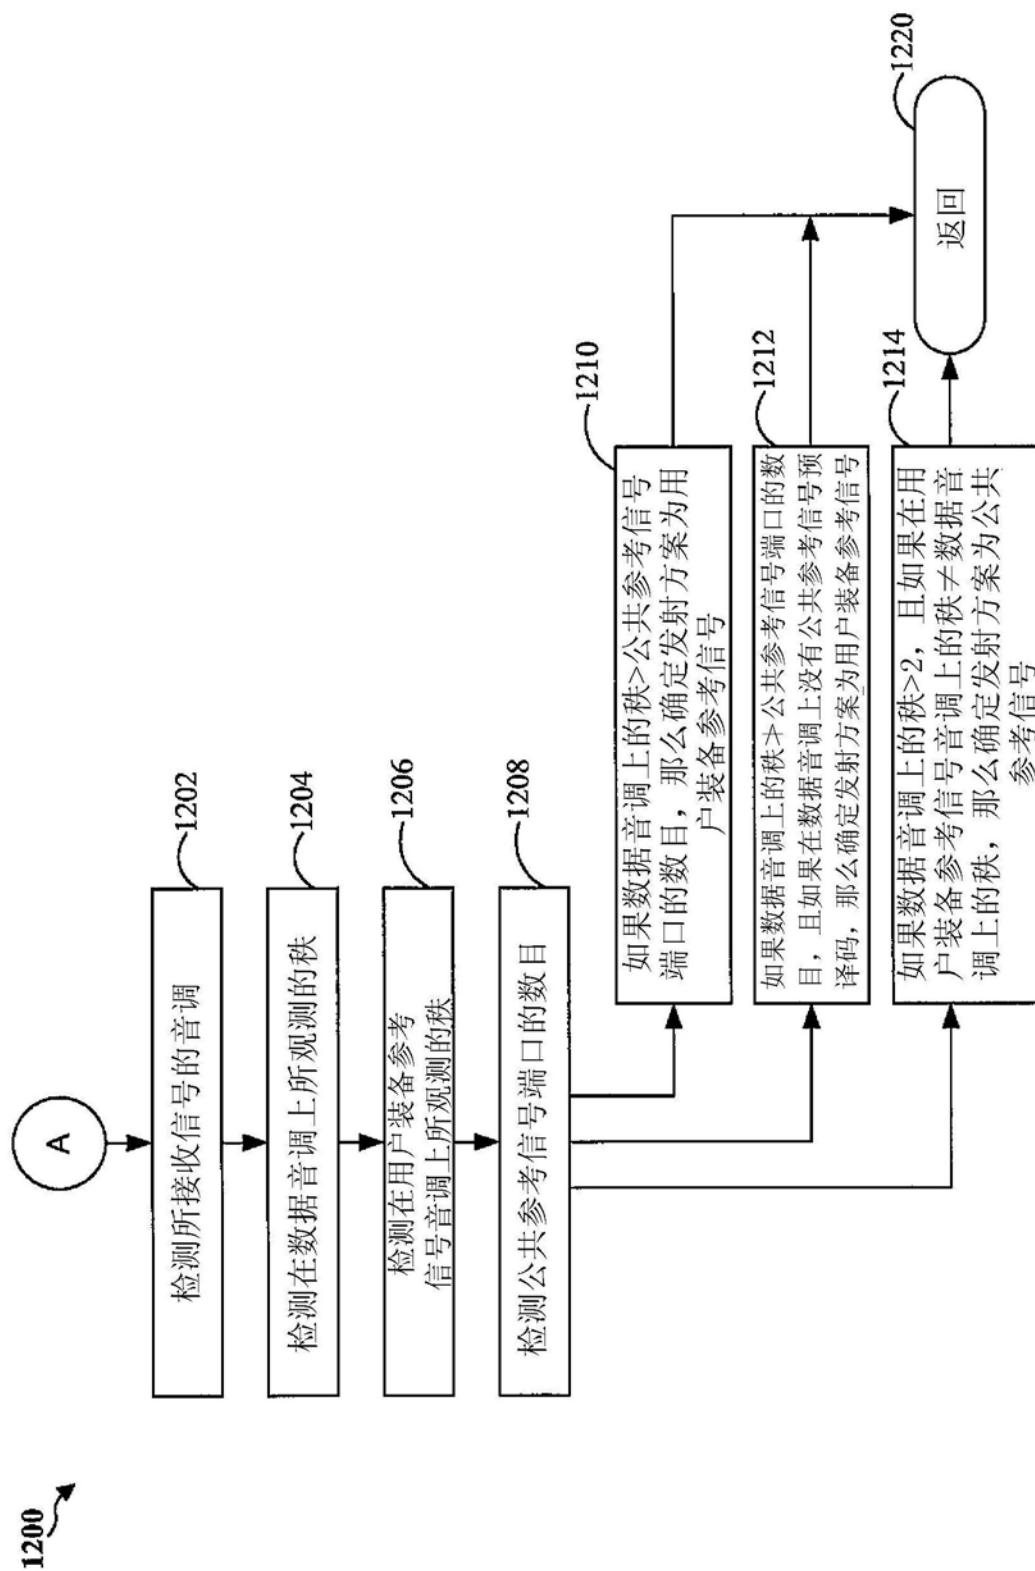 1200
A
检测所接收信号的音调
1202
检测在数据音调上所观测的秩
1204
检测在用户装备参考
信号音调上所观测的秩
1206
检测公共参考信号端口的数目
1208
如果数据音调上的秩>公共参考信号
端口的数目，那么确定发射方案为用
户装备参考信号
1210
如果数据音调上的秩≯公共参考信号端口的数
目，且如果在数据音调上没有公共参考信号预
译码，那么确定发射方案为用户装备参考信号
1212
如果数据音调上的秩>2，且如果在用
户装备参考信号音调上的秩≠数据音
调上的秩，那么确定发射方案为公共
参考信号
1214
返回
1220